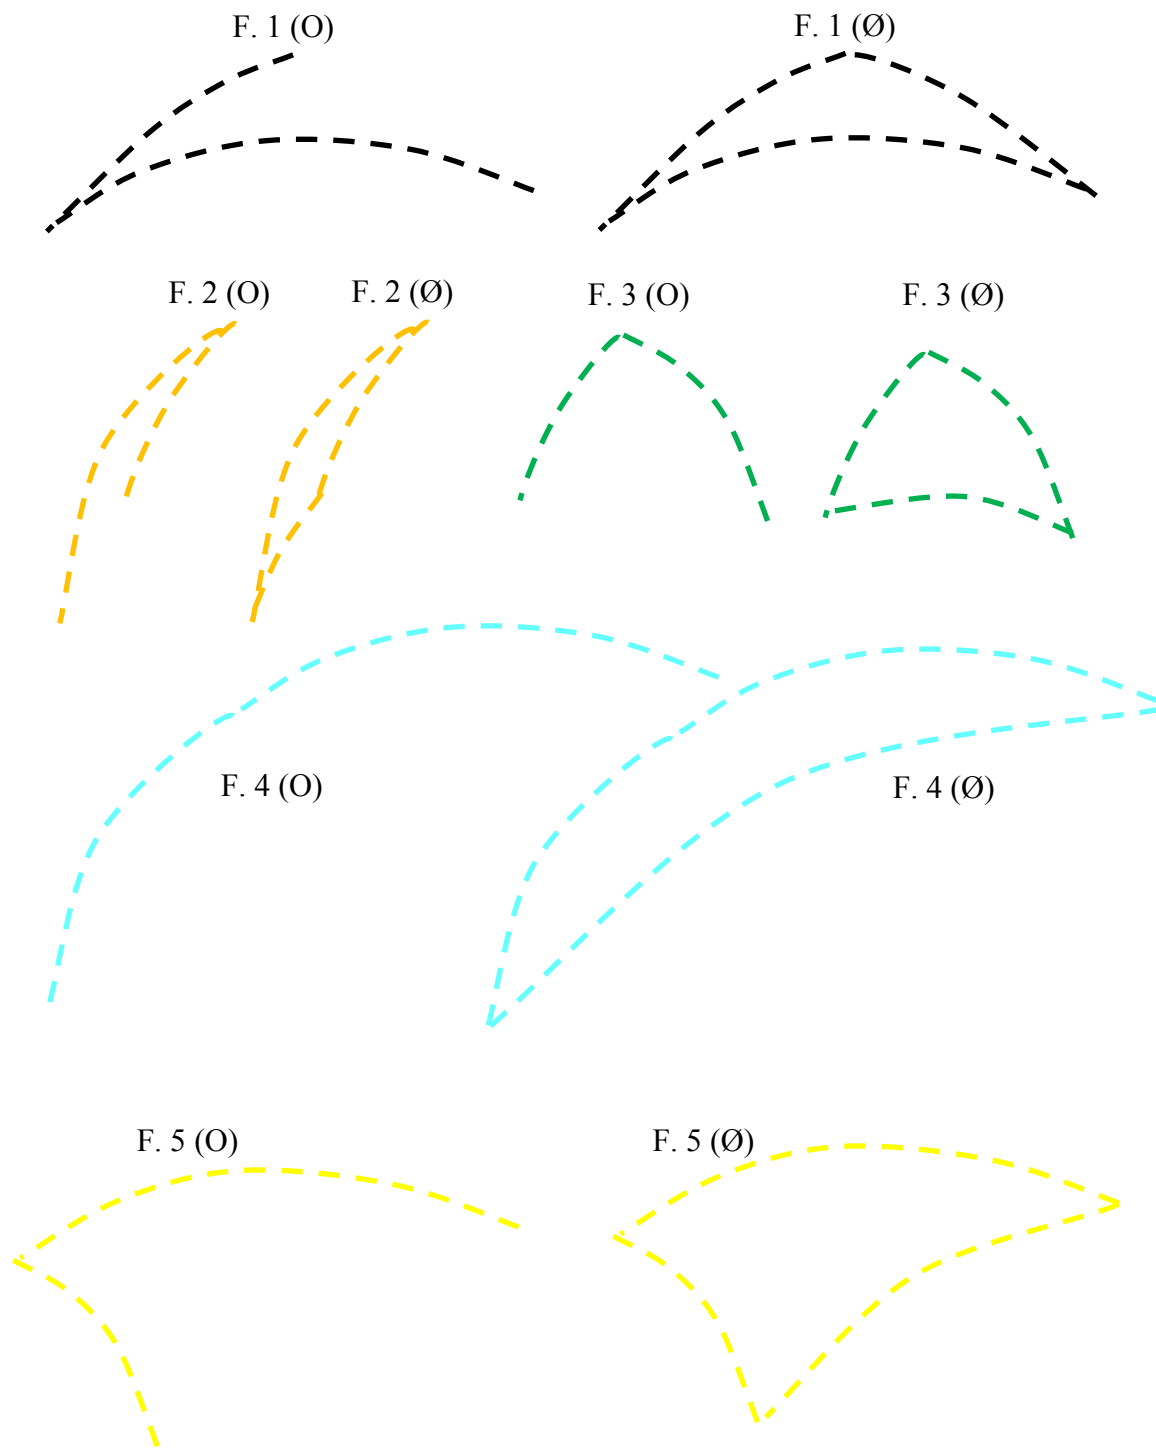 F. 1 (O)
F. 1 (Ø)
F. 2 (O)
F. 2 (Ø)
F. 3 (O)
F. 3 (Ø)
F. 4 (O)
F. 4 (Ø)
F. 5 (O)
F. 5 (Ø)